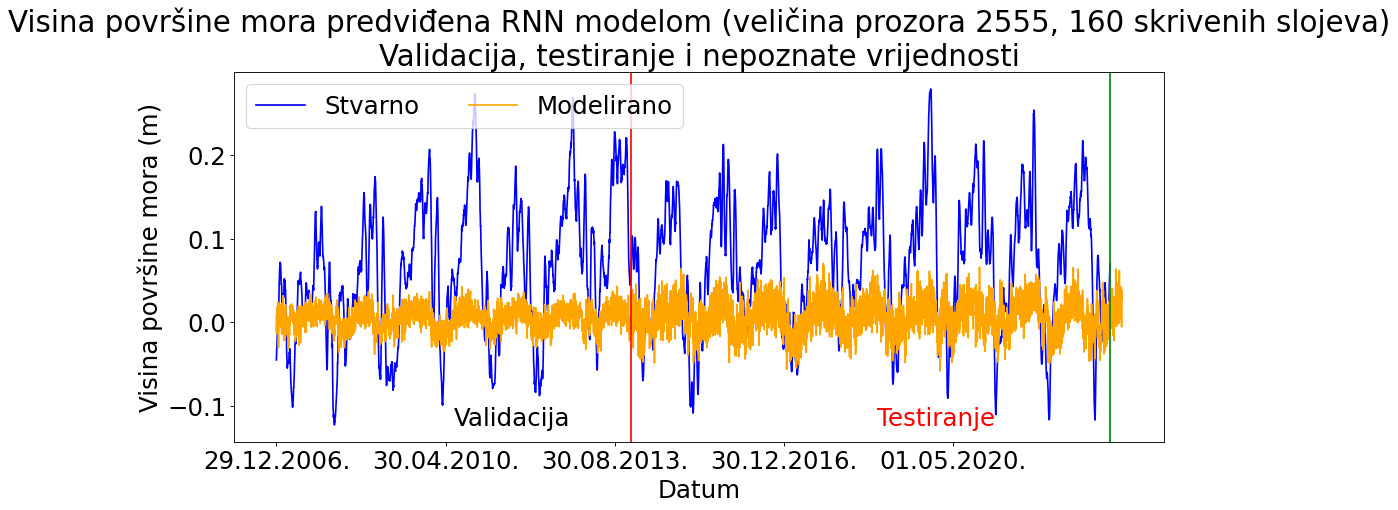 Visina površine mora predviđena RNN modelom (veličina prozora 2555, 160 skrivenih slojeva)
Validacija, testiranje i nepoznate vrijednosti
Stvarno
Modelirano
Visina površine mora (m)
0.2
0.1
0.0
−0.1
Validacija
Testiranje
29.12.2006.
30.04.2010.
30.08.2013.
30.12.2016.
01.05.2020.
Datum